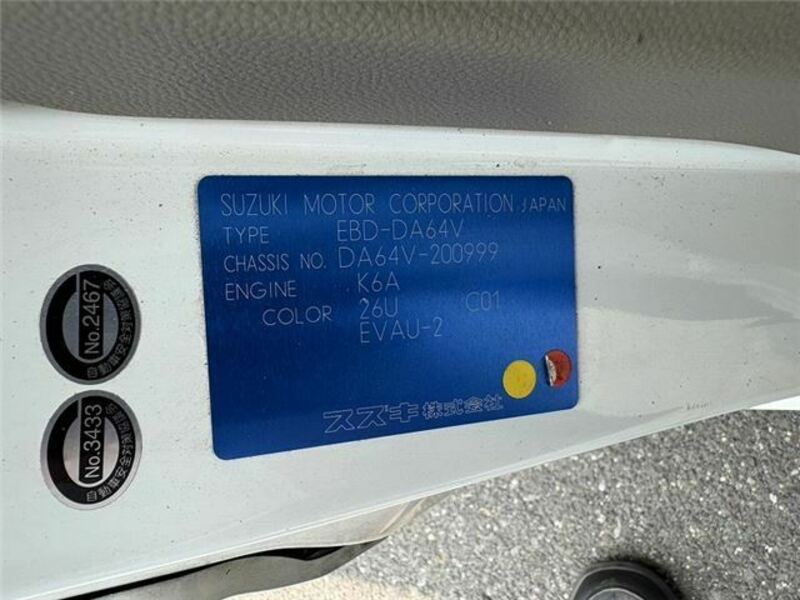 SUZUKI MOTOR CORPORATION JAPAN
TYPE EBD-DA64V
CHASSIS NO. DA64V-200999
ENGINE K6A
COLOR 26U C01
EVAU-2
スズキ株式会社
No.2467
No.3433